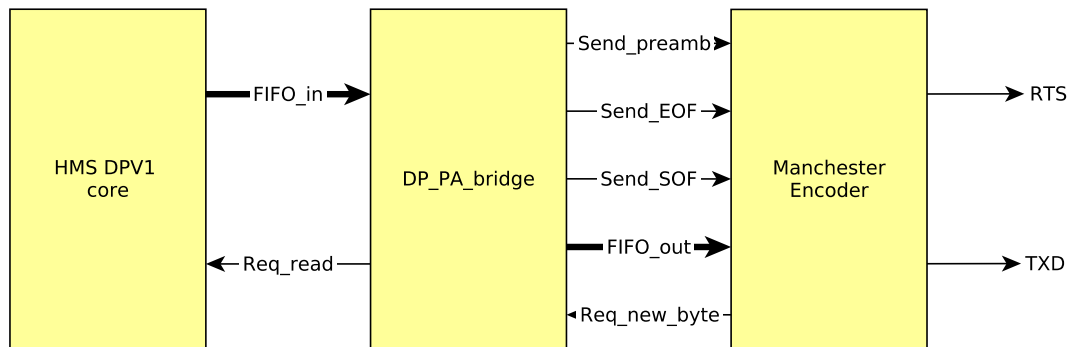 Send_preamb
FIFO_in
RTS
Send_EOF
HMS DPV1
core
DP_PA_bridge
Send_SOF
Manchester
Encoder
FIFO_out
Req_read
TXD
Req_new_byte